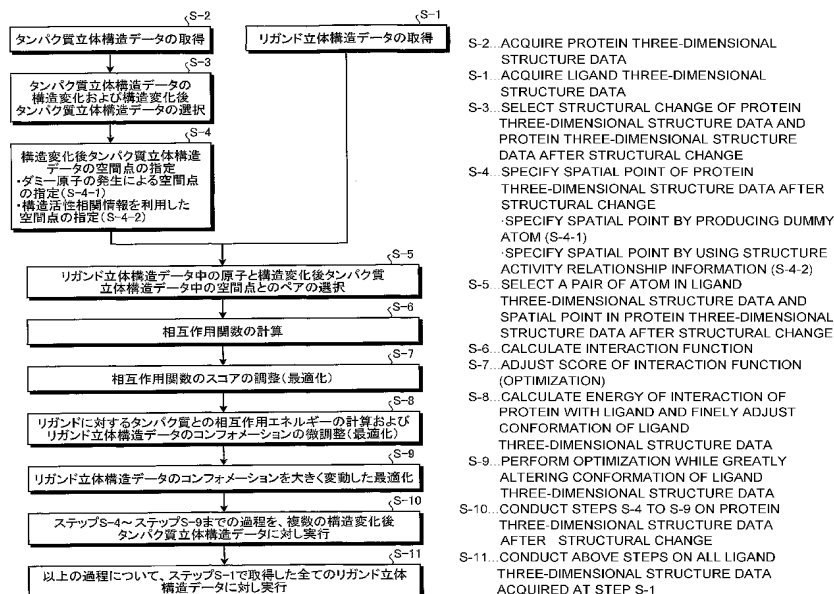 S-2
タンパク質立体構造データの取得
S-1
リガンド立体構造データの取得
S-3
タンパク質立体構造データの
構造変化および構造変化後
タンパク質立体構造データの選択
S-4
構造変化後タンパク質立体構造
データの空間点の指定
・ダミー原子の発生による空間点
の指定(S-4-1)
・構造活性相関情報を利用した
空間点の指定(S-4-2)
S-5
リガンド立体構造データ中の原子と構造変化後タンパク質
立体構造データ中の空間点とのペアの選択
S-6
相互作用関数の計算
S-7
相互作用関数のスコアの調整(最適化)
S-8
リガンドに対するタンパク質との相互作用エネルギーの計算および
リガンド立体構造データのコンフォメーションの微調整(最適化)
S-9
リガンド立体構造データのコンフォメーションを大きく変動した最適化
S-10
ステップS-4~ステップS-9までの過程を、複数の構造変化後
タンパク質立体構造データに対し実行
S-11
以上の過程について、ステップS-1で取得した全てのリガンド立体
構造データに対し実行
S-2...ACQUIRE PROTEIN THREE-DIMENSIONAL
STRUCTURE DATA
S-1...ACQUIRE LIGAND THREE-DIMENSIONAL
STRUCTURE DATA
S-3...SELECT STRUCTURAL CHANGE OF PROTEIN
THREE-DIMENSIONAL STRUCTURE DATA AND
PROTEIN THREE-DIMENSIONAL STRUCTURE
DATA AFTER STRUCTURAL CHANGE
S-4...SPECIFY SPATIAL POINT OF PROTEIN
THREE-DIMENSIONAL STRUCTURE DATA AFTER
STRUCTURAL CHANGE
·SPECIFY SPATIAL POINT BY PRODUCING DUMMY
ATOM (S-4-1)
·SPECIFY SPATIAL POINT BY USING STRUCTURE
ACTIVITY RELATIONSHIP INFORMATION (S-4-2)
S-5...SELECT A PAIR OF ATOM IN LIGAND
THREE-DIMENSIONAL STRUCTURE DATA AND
SPATIAL POINT IN PROTEIN THREE-DIMENSIONAL
STRUCTURE DATA AFTER STRUCTURAL CHANGE
S-6...CALCULATE INTERACTION FUNCTION
S-7...ADJUST SCORE OF INTERACTION FUNCTION
(OPTIMIZATION)
S-8...CALCULATE ENERGY OF INTERACTION OF
PROTEIN WITH LIGAND AND FINELY ADJUST
CONFORMATION OF LIGAND
THREE-DIMENSIONAL STRUCTURE DATA
S-9...PERFORM OPTIMIZATION WHILE GREATLY
ALTERING CONFORMATION OF LIGAND
THREE-DIMENSIONAL STRUCTURE DATA
S-10...CONDUCT STEPS S-4 TO S-9 ON PROTEIN
THREE-DIMENSIONAL STRUCTURE DATA
AFTER STRUCTURAL CHANGE
S-11...CONDUCT ABOVE STEPS ON ALL LIGAND
THREE-DIMENSIONAL STRUCTURE DATA
ACQUIRED AT STEP S-1